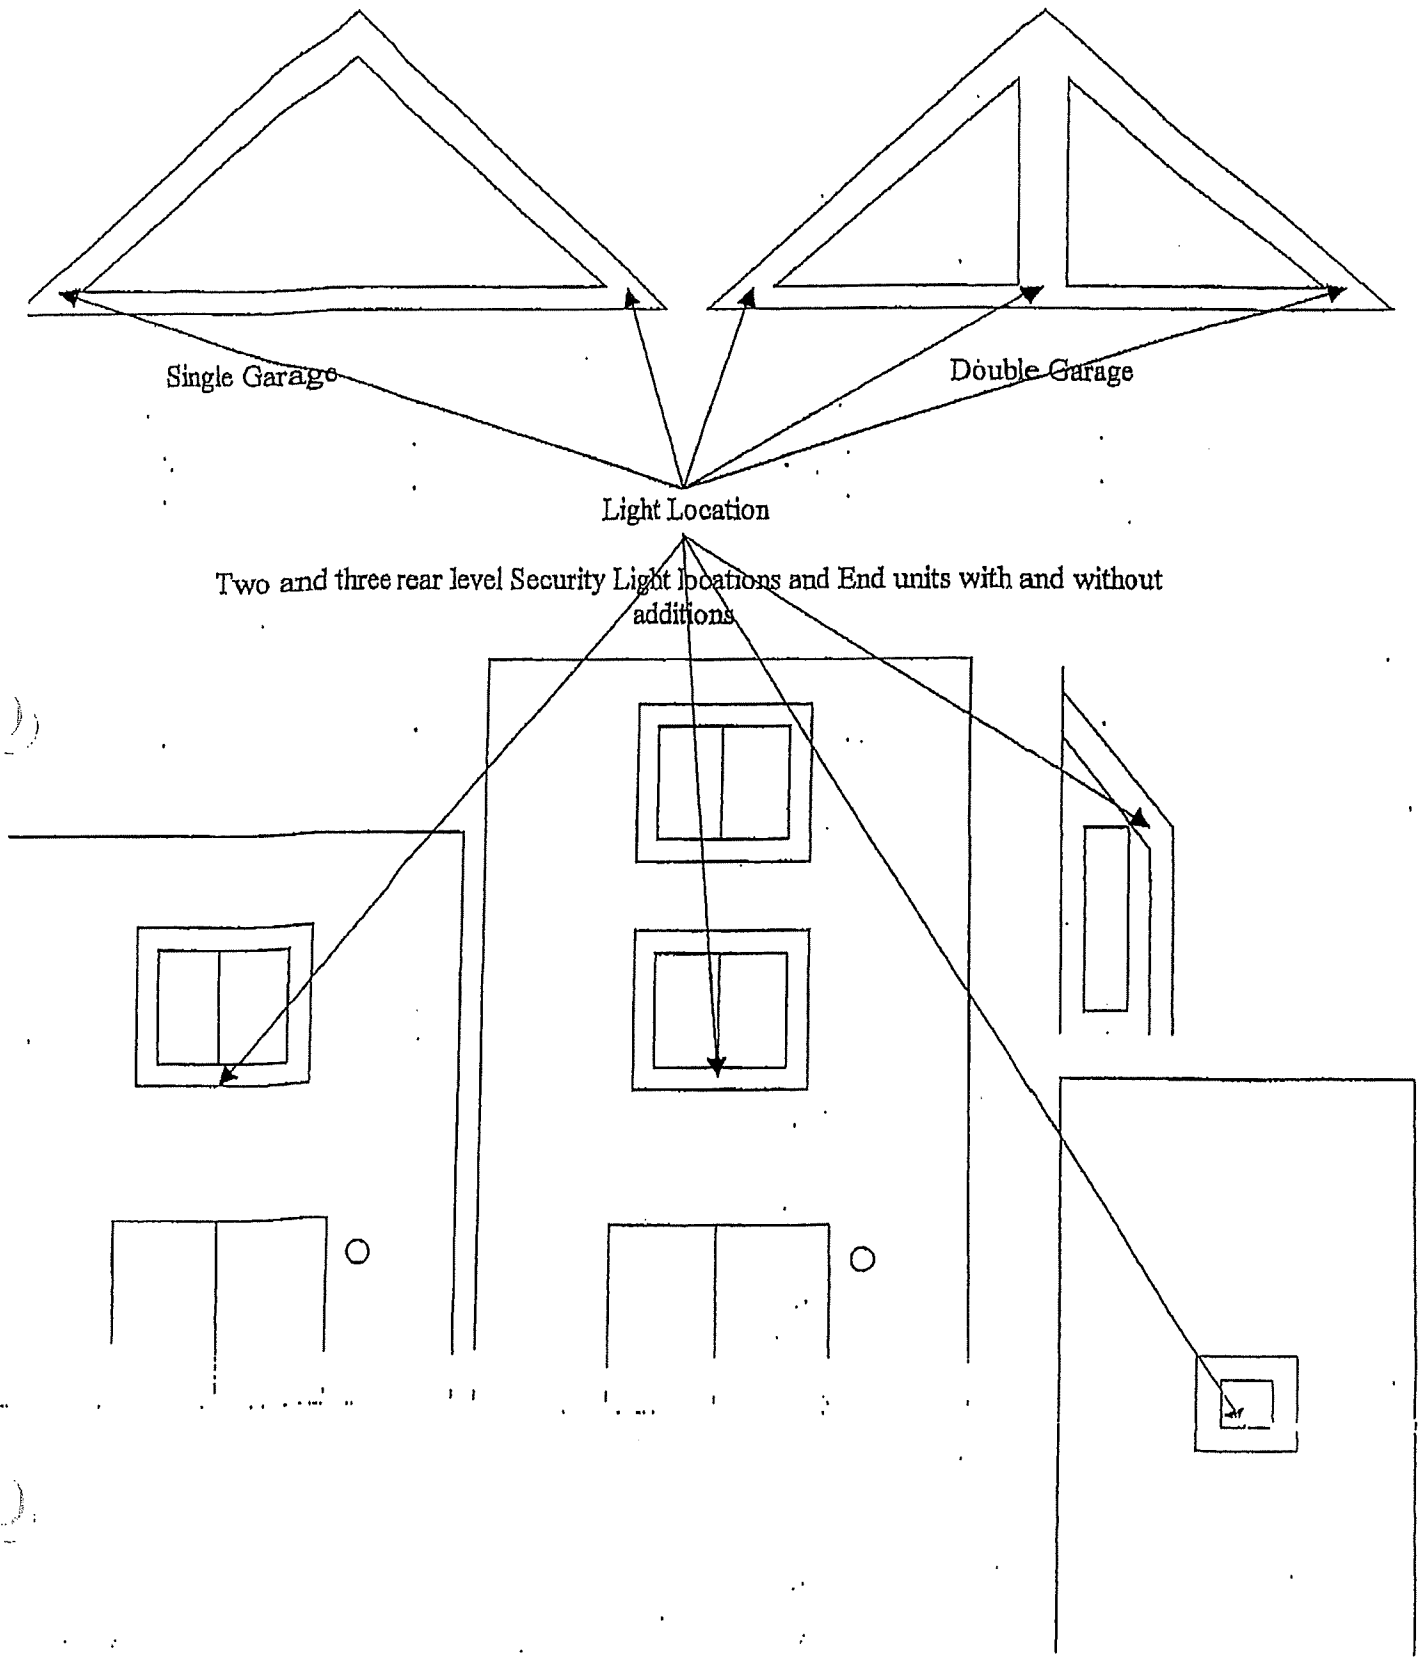 Single Garage
Double Garage
Light Location
Two and three rear level Security Light locations and End units with and without
additions